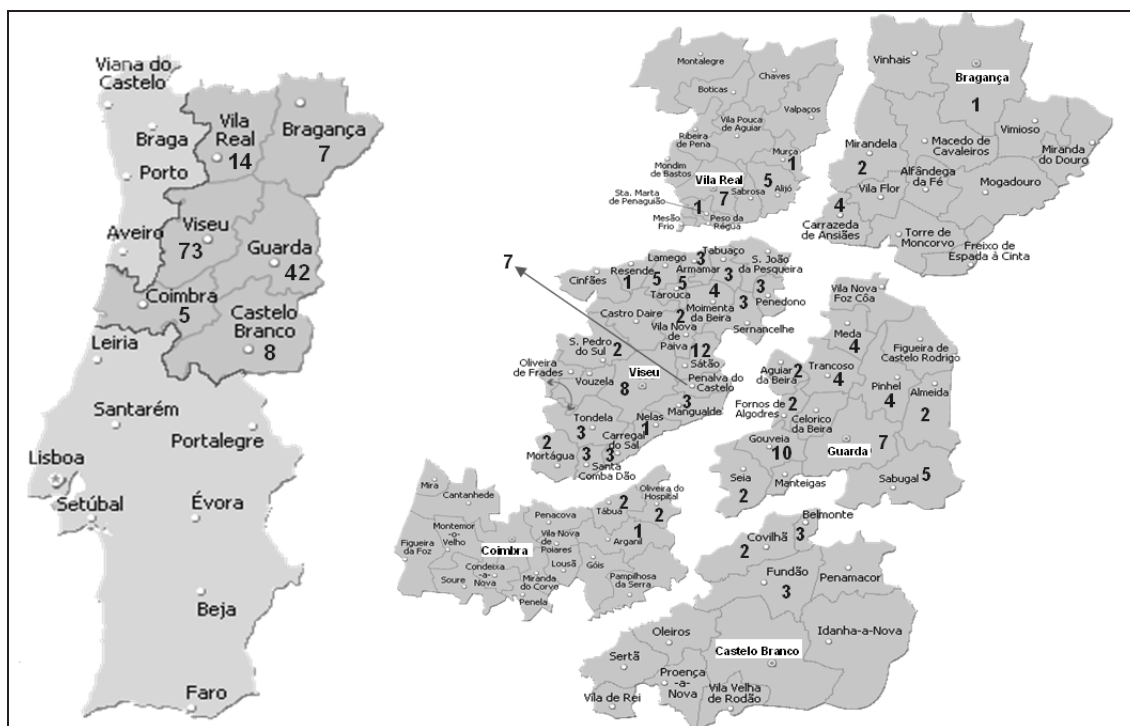 Viana do
Castelo
Braga
Porto
Vila
Real
14
Bragança
7
Aveiro
Viseu
73
Guarda
42
Coimbra
5
Castelo
Branco
8
Leiria
Santarém
Portalegre
Lisboa
Setúbal
Évora
Beja
Faro
Montalegre
Chaves
Boticas
Valpaços
Vila Pouca
de Aguiar
Ribeira
de Pena
Murça
1
Mondim
de Bastos
Vila Real
7
Sabrosa
5
Alijó
Sta. Marta
de Penaguião
1
Mesão
Frio
Peso da
Régua
Vinhais
Bragança
1
Vimioso
Mirandela
2
Macedo de
Cavaleiros
Miranda
do Douro
Vila Flor
Alfândega
da Fé
Mogadouro
4
Carrazeda
de Ansiães
Torre de
Moncorvo
Freixo de
Espada à Cinta
7
Cinfães
Resende
1
Lamego
5
Tabuaço
3
Armamar
5
3
S. João
da Pesqueira
3
Tarouca
4
Moimenta
da Beira
3
Penedono
Castro Daire
2
Vila Nova
de
Paiva
Sernancelhe
S. Pedro
do Sul
2
12
Sátão
Oliveira
de Frades
Vouzela
Viseu
8
Penalva do
Castelo
3
Mangualde
Tondela
3
Nelas
1
Carregal
do Sal
3
2
Mortágua
3
Santa
Comba Dão
Vila Nova
Foz Côa
Meda
4
Figueira de
Castelo Rodrigo
Aguiar
da Beira
2
Trancoso
4
Pinhel
4
Almeida
2
2
Fornos de
Algodres
Celorico
da Beira
Gouveia
10
Guarda
7
Seia
2
Manteigas
Sabugal
5
Mira
Cantanhede
Penacova
2
Tábua
Oliveira do
Hospital
2
Montemor
-o-
Velho
Figueira
da Foz
Coimbra
Vila Nova
de
Poiares
1
Arganil
Condeixa
-a-
Nova
Lousã
Góis
Soure
Miranda
do Corvo
Pampilhosa
da Serra
Penela
Belmonte
3
Covilhã
2
Fundão
3
Penamacor
Oleiros
Castelo Branco
Idanha-a-Nova
Sertã
Proença
-a-
Nova
Vila de Rei
Vila Velha
de Rodão